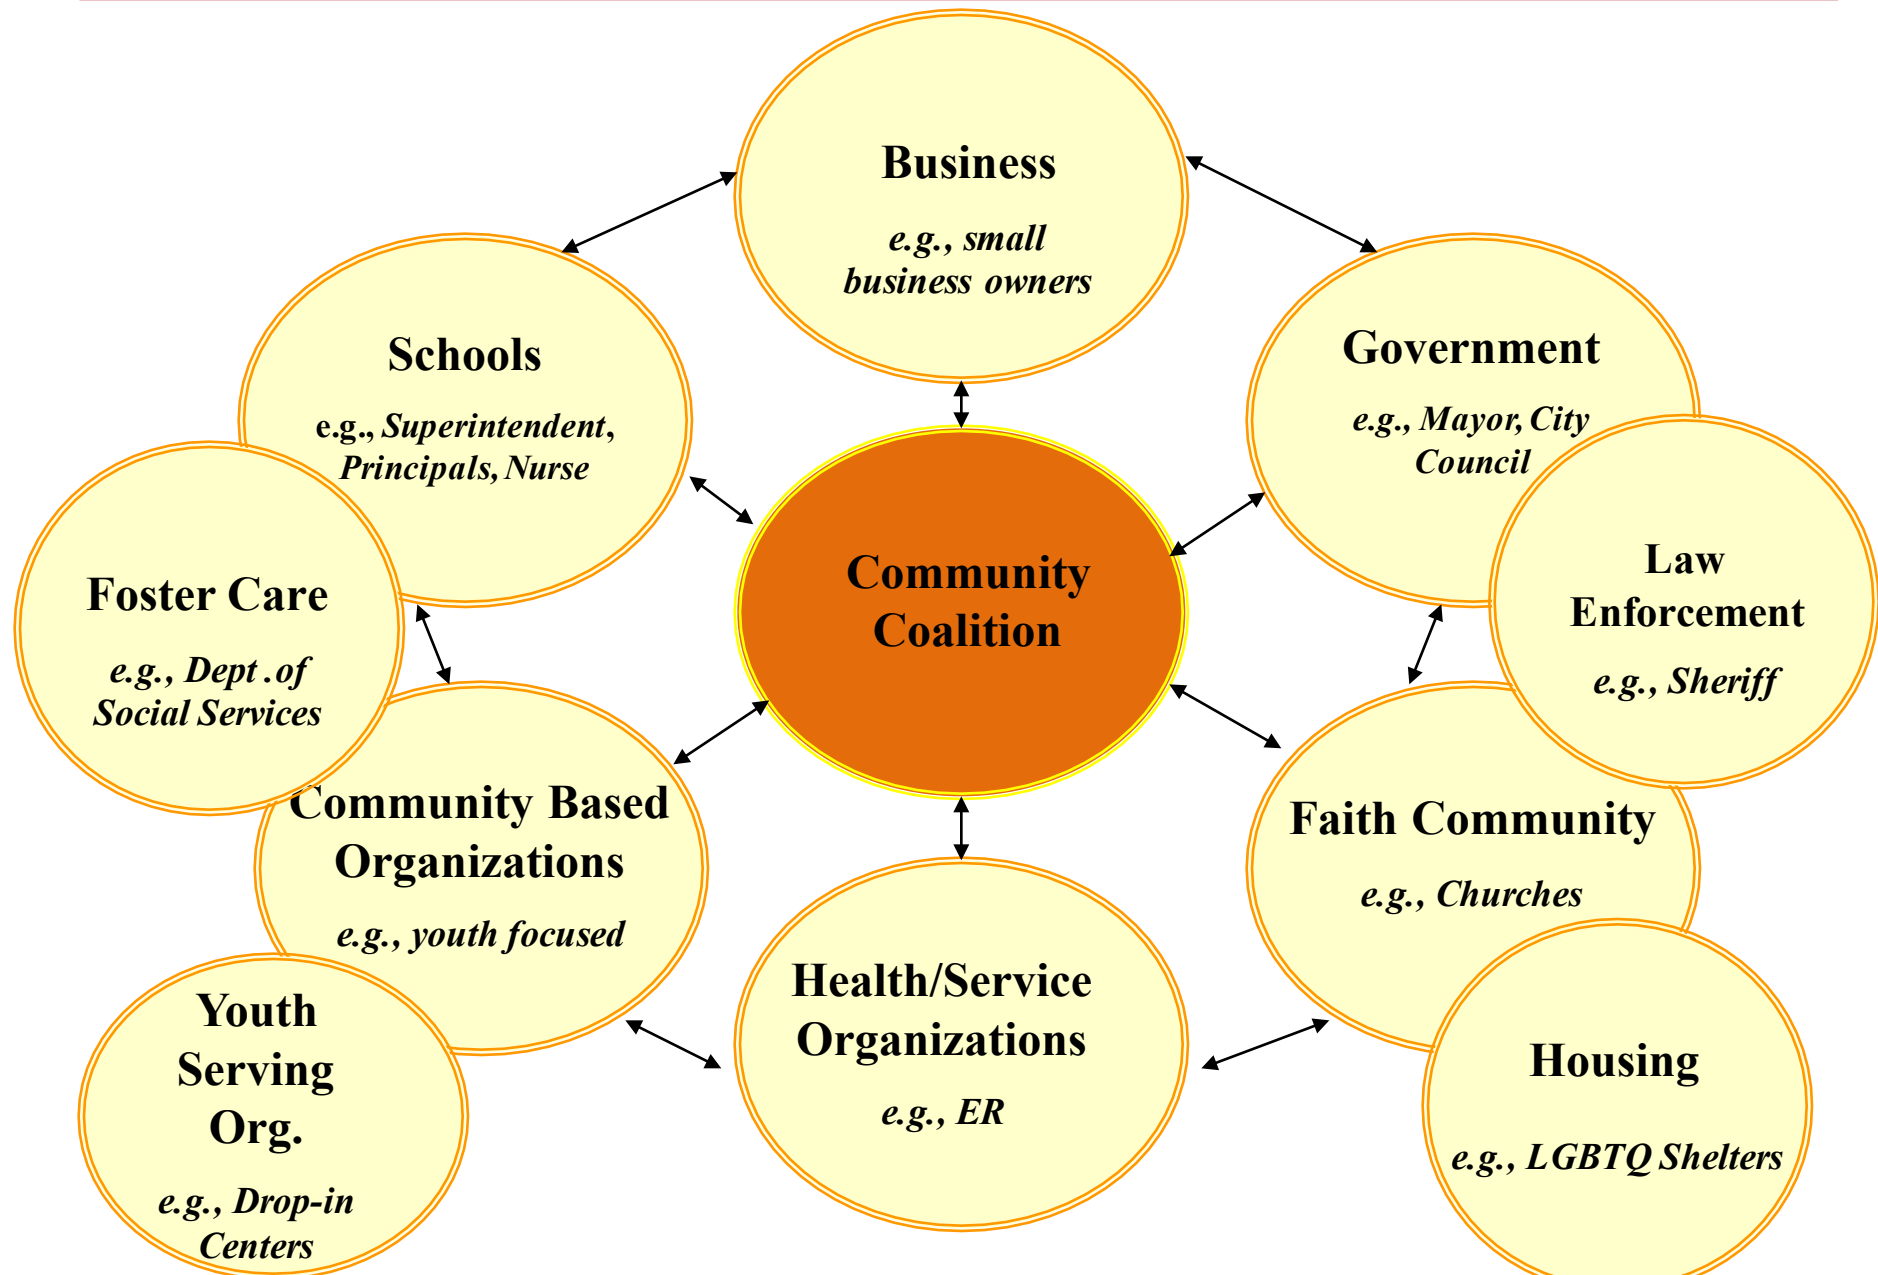 Business
e.g., small
business owners
Schools
e.g., Superintendent,
Principals, Nurse
Government
e.g., Mayor, City
Council
Foster Care
e.g., Dept .of
Social Services
Community
Coalition
Law
Enforcement
e.g., Sheriff
Community Based
Organizations
e.g., youth focused
Faith Community
e.g., Churches
Youth
Serving
Org.
e.g., Drop-in
Centers
Health/Service
Organizations
e.g., ER
Housing
e.g., LGBTQ Shelters